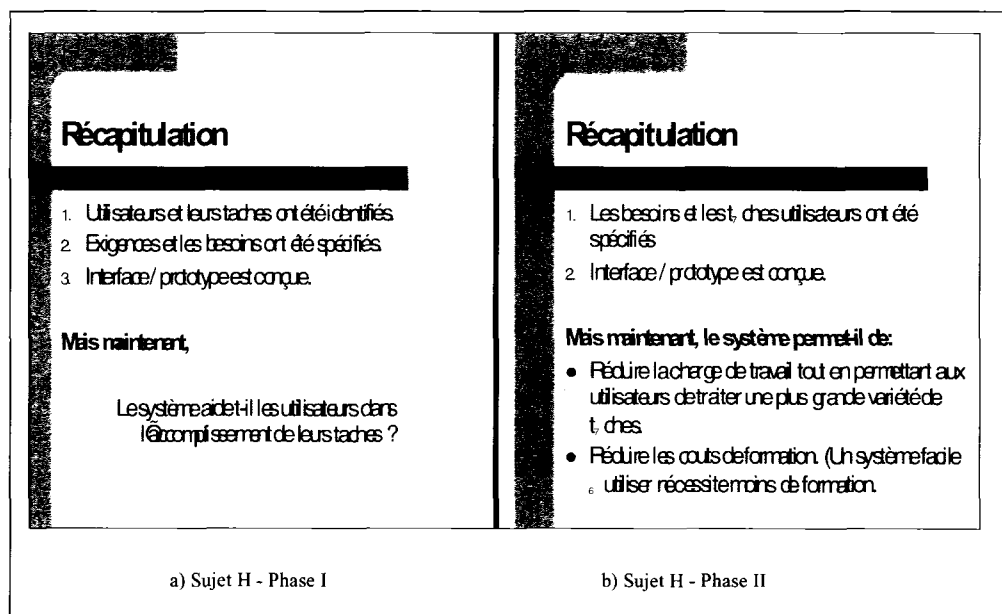 Récapitulation
1. Utilisateurs et leurs taches ont été identifiés.
2. Exigences et les besoins ont été spécifiés.
3. Interface / prototype est conçue.
Mais maintenant,
Le système aidet-il les utilisateurs dans
l'accomplissement de leurs taches ?
Récapitulation
1. Les besoins et les t, ches utilisateurs ont été
spécifiés
2. Interface / prototype est conçue.
Mais maintenant, le système permet-il de:
• Réduire la charge de travail tout en permettant aux
utilisateurs de traiter une plus grande variété de
t, ches.
• Réduire les couts de formation. (Un système facile
6 utiliser nécessite moins de formation.
a) Sujet H - Phase I
b) Sujet H - Phase II